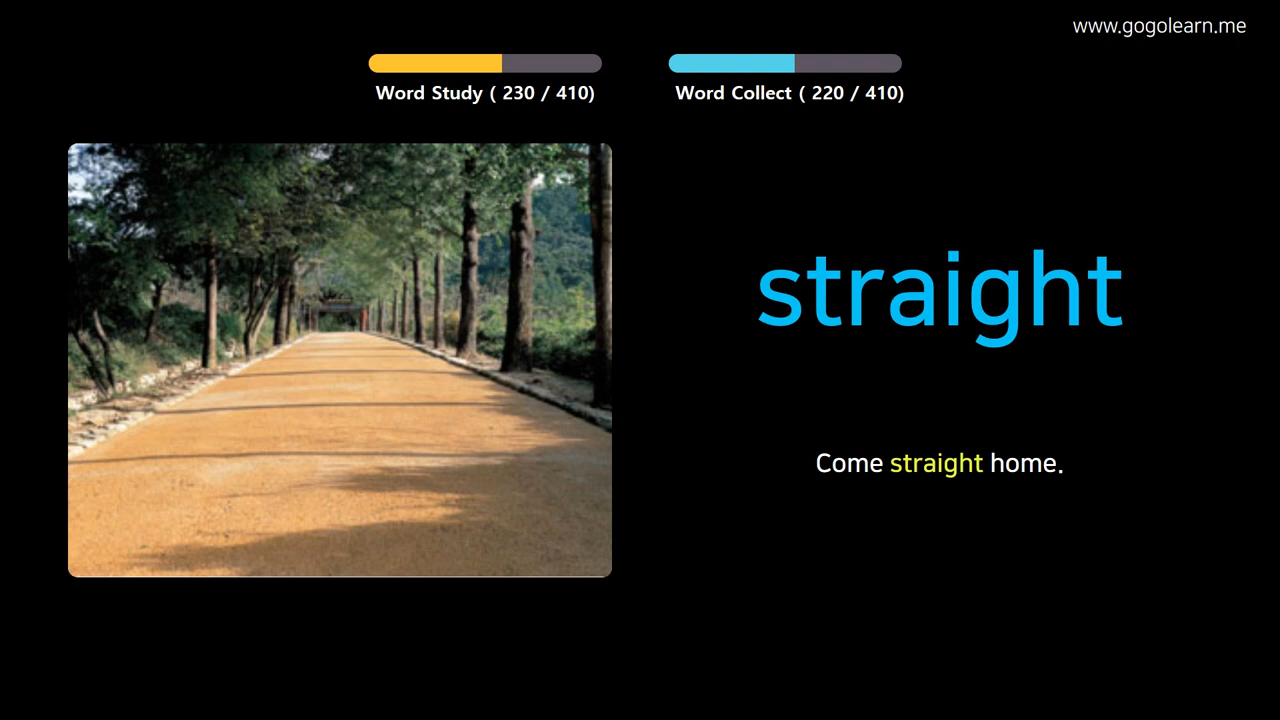 www.gogolearn.me
Word Study ( 230 / 410)
Word Collect ( 220 / 410)
straight
Come straight home.